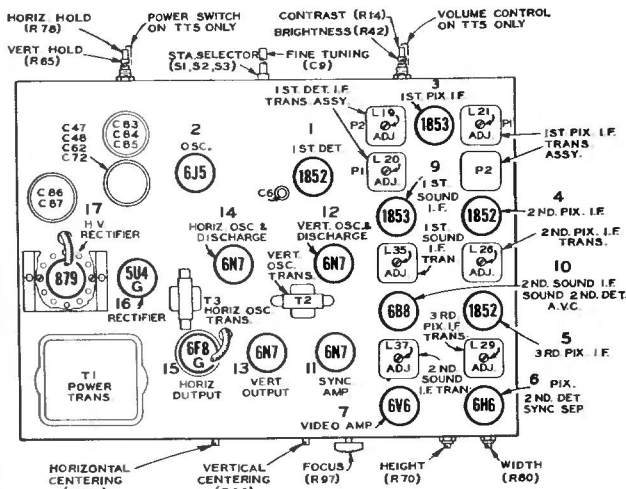 HORIZ HOLD
(R78)
VERT HOLD
(R65)
POWER SWITCH
ON TT5 ONLY
STA. SELECTOR
(S1, S2, S3)
FINE TUNING
(C9)
CONTRAST (R14)
BRIGHTNESS (R42)
VOLUME CONTROL
ON TT5 ONLY
1ST. DET. I.F.
TRANS. ASSY.
3
1ST. PIX I.F.
C47
C48
C62
C72
C83
C84
C85
2
OSC.
6J5
1
1ST DET.
1852
C6
L19
ADJ.
P2
1853
L21
ADJ.
P1
1ST PIX I.F.
TRANS
ASSY.
P1
L20
ADJ.
P2
C86
C87
9
1ST
SOUND
I.F.
1853
1852
4
2ND. PIX. I.F.
17
H.V.
RECTIFIER
879
5U4
G
16
RECTIFIER
14
HORIZ OSC &
DISCHARGE
6N7
12
VERT. OSC. &
DISCHARGE
6N7
1ST
SOUND
I.F.
TRAN
L35
ADJ.
L26
ADJ.
2ND. PIX. I.F.
TRANS.
VERT.
OSC.
TRANS.
T2
T3
HORIZ OSC
TRANS.
10
2ND. SOUND I.F.
SOUND 2ND. DET.
A.V.C.
6B8
1852
5
3RD. PIX. I.F.
3RD
PIX I.F
TRANS.
T1
POWER
TRANS.
6F8
G
15
HORIZ
OUTPUT
6N7
13
VERT
OUTPUT
6N7
11
SYNC
AMP
L37
ADJ.
L29
ADJ.
2ND
SOUND
I.F. TRAN
7
VIDEO AMP
6V6
6H6
6
PIX.
2ND. DET
SYNC SEP
HORIZONTAL
CENTERING
VERTICAL
CENTERING
FOCUS
(R97)
HEIGHT
(R70)
WIDTH
(R80)